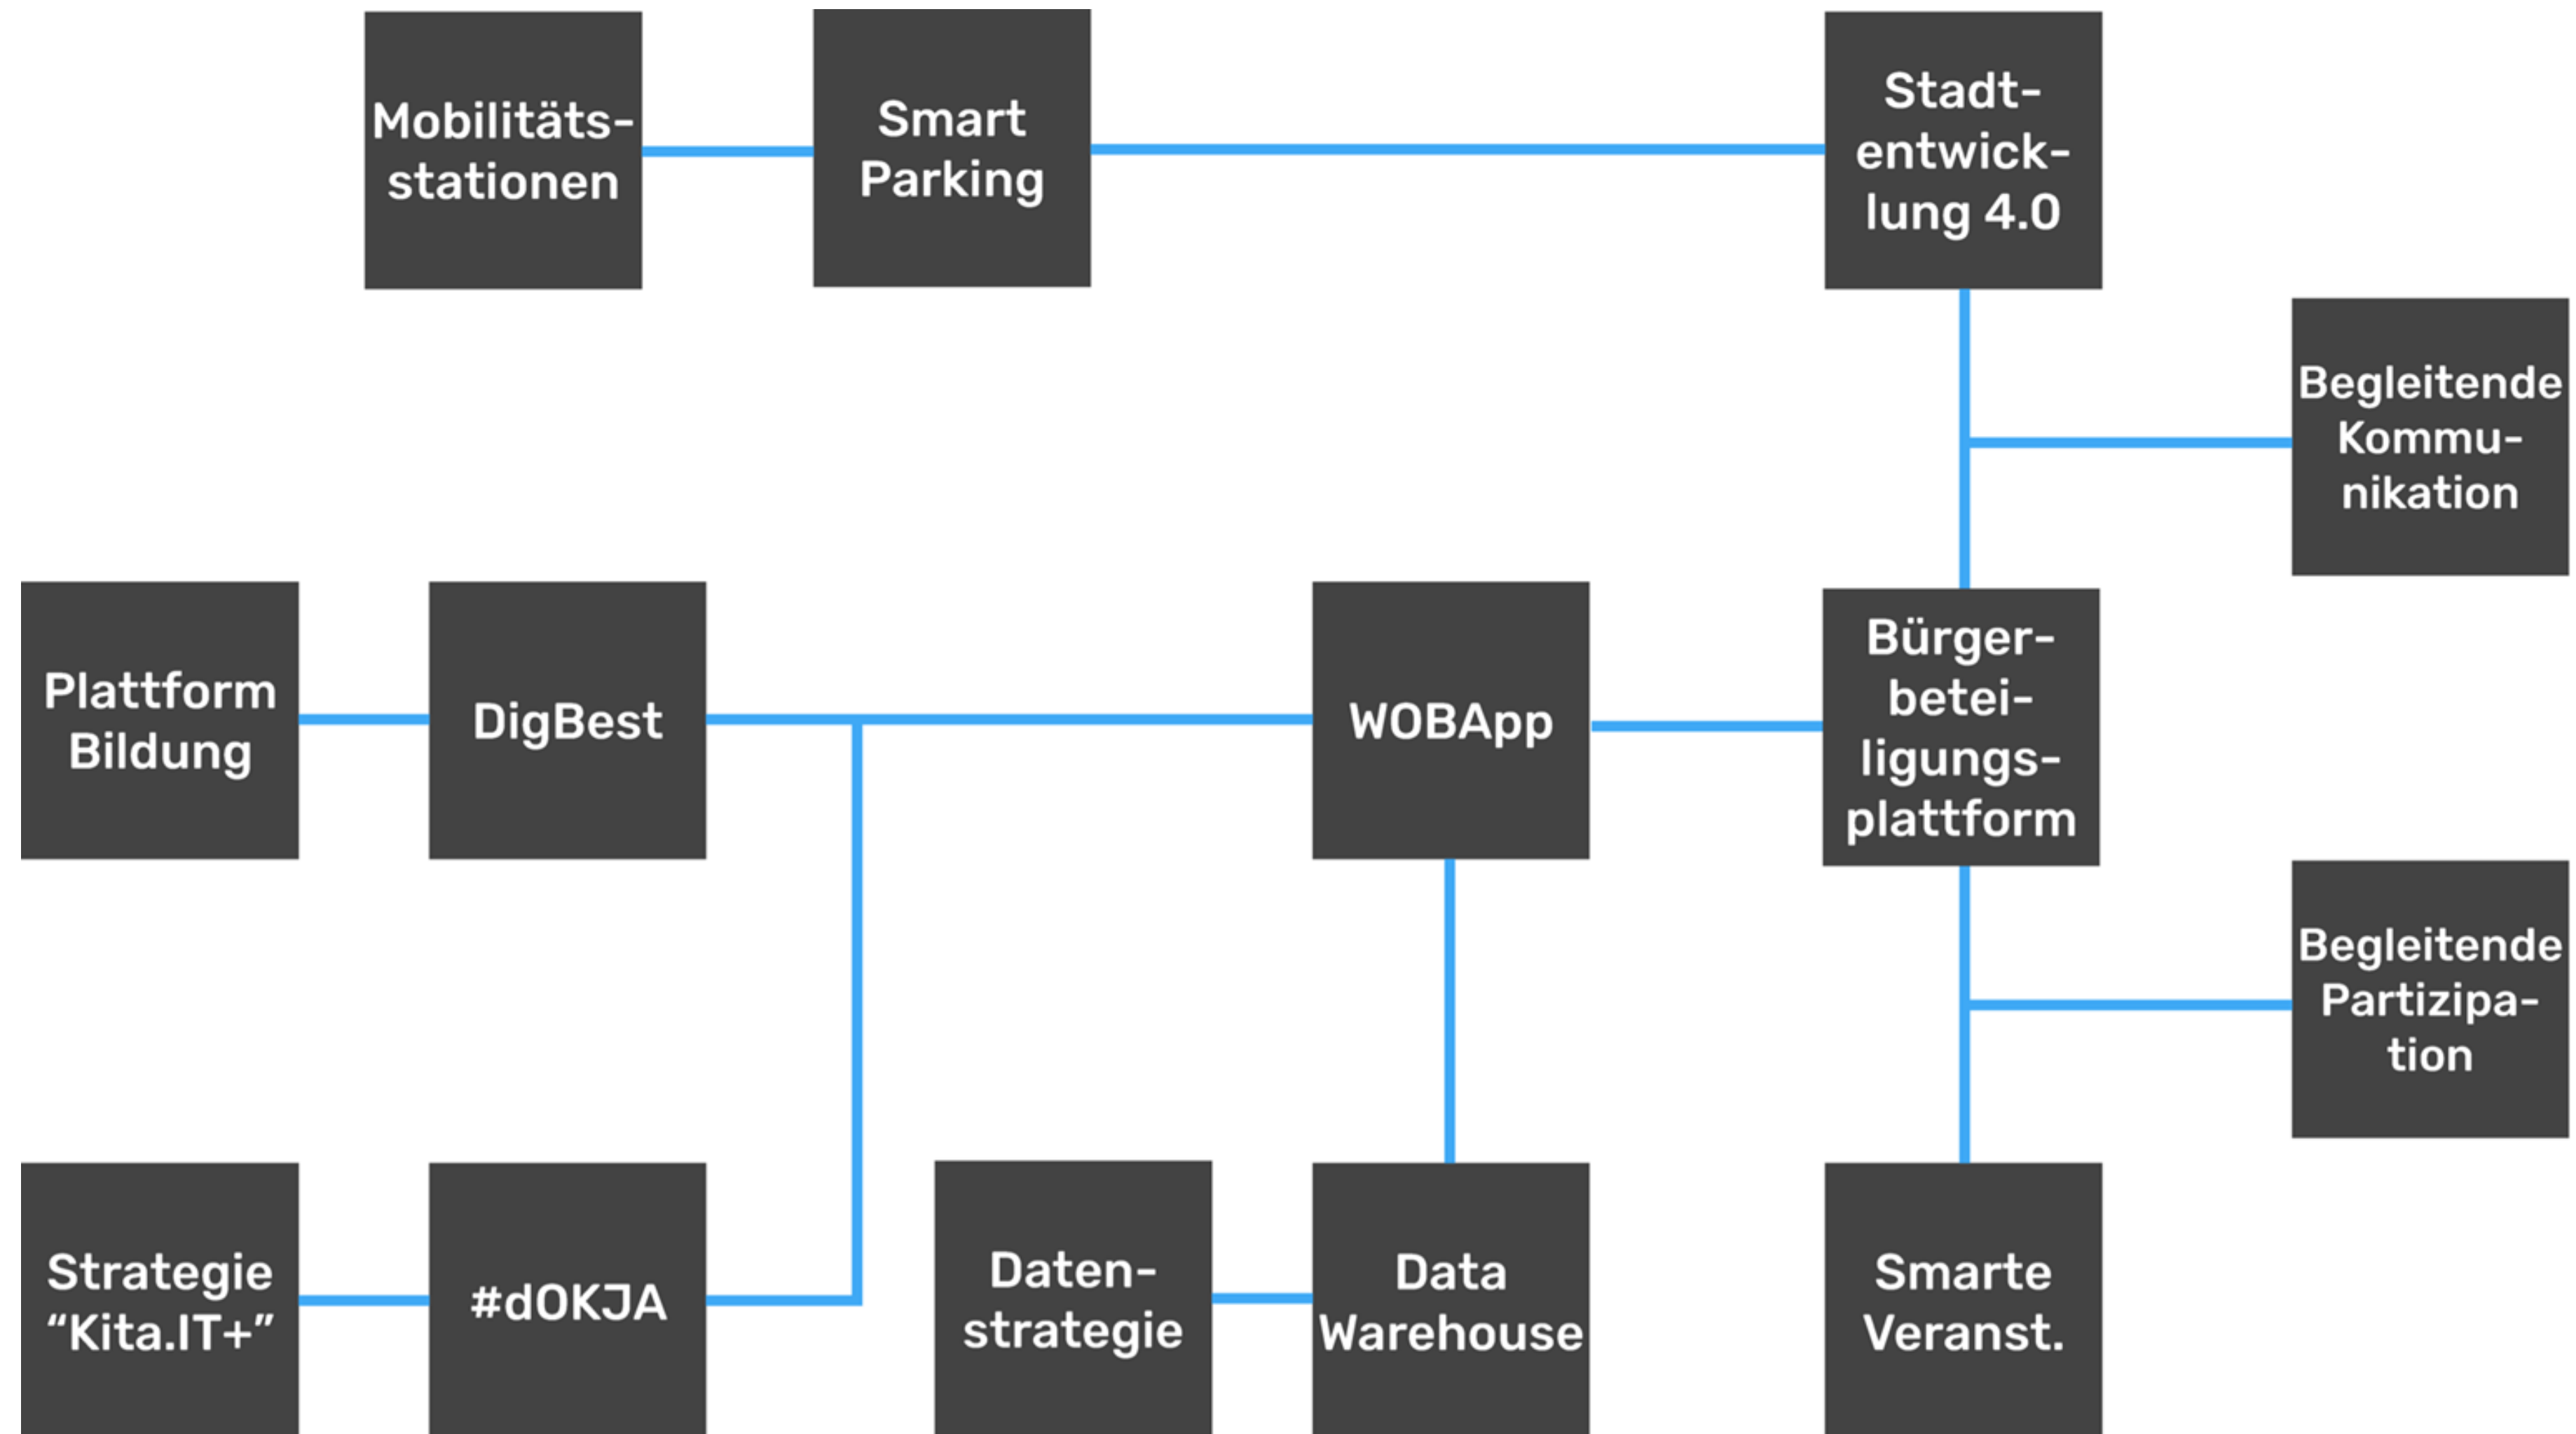 Mobilitäts-
stationen
Smart
Parking
Stadt-
entwick-
lung 4.0
Begleitende
Kommu-
nikation
Plattform
Bildung
DigBest
WOBApp
Bürger-
betei-
ligungs-
plattform
Begleitende
Partizipa-
tion
Strategie
“Kita.IT+”
#dOKJA
Daten-
strategie
Data
Warehouse
Smarte
Veranst.